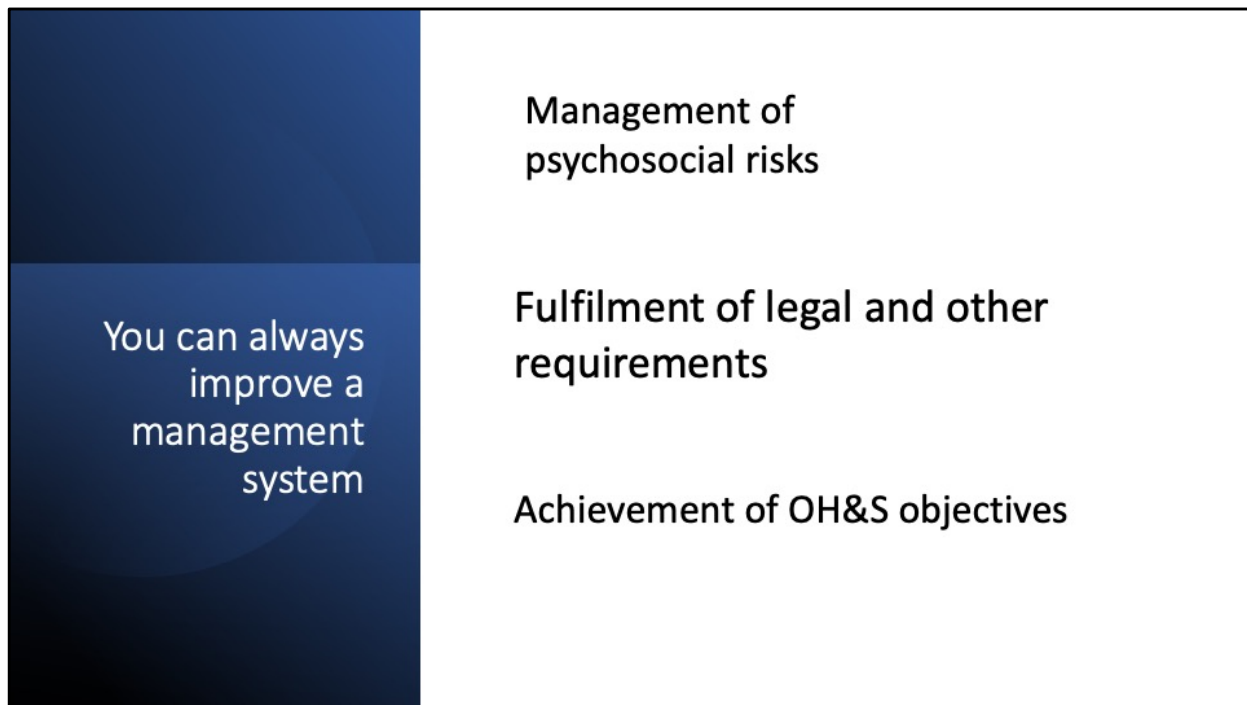 You can always
improve a
management
system
Management of
psychosocial risks
Fulfilment of legal and other
requirements
Achievement of OH&S objectives